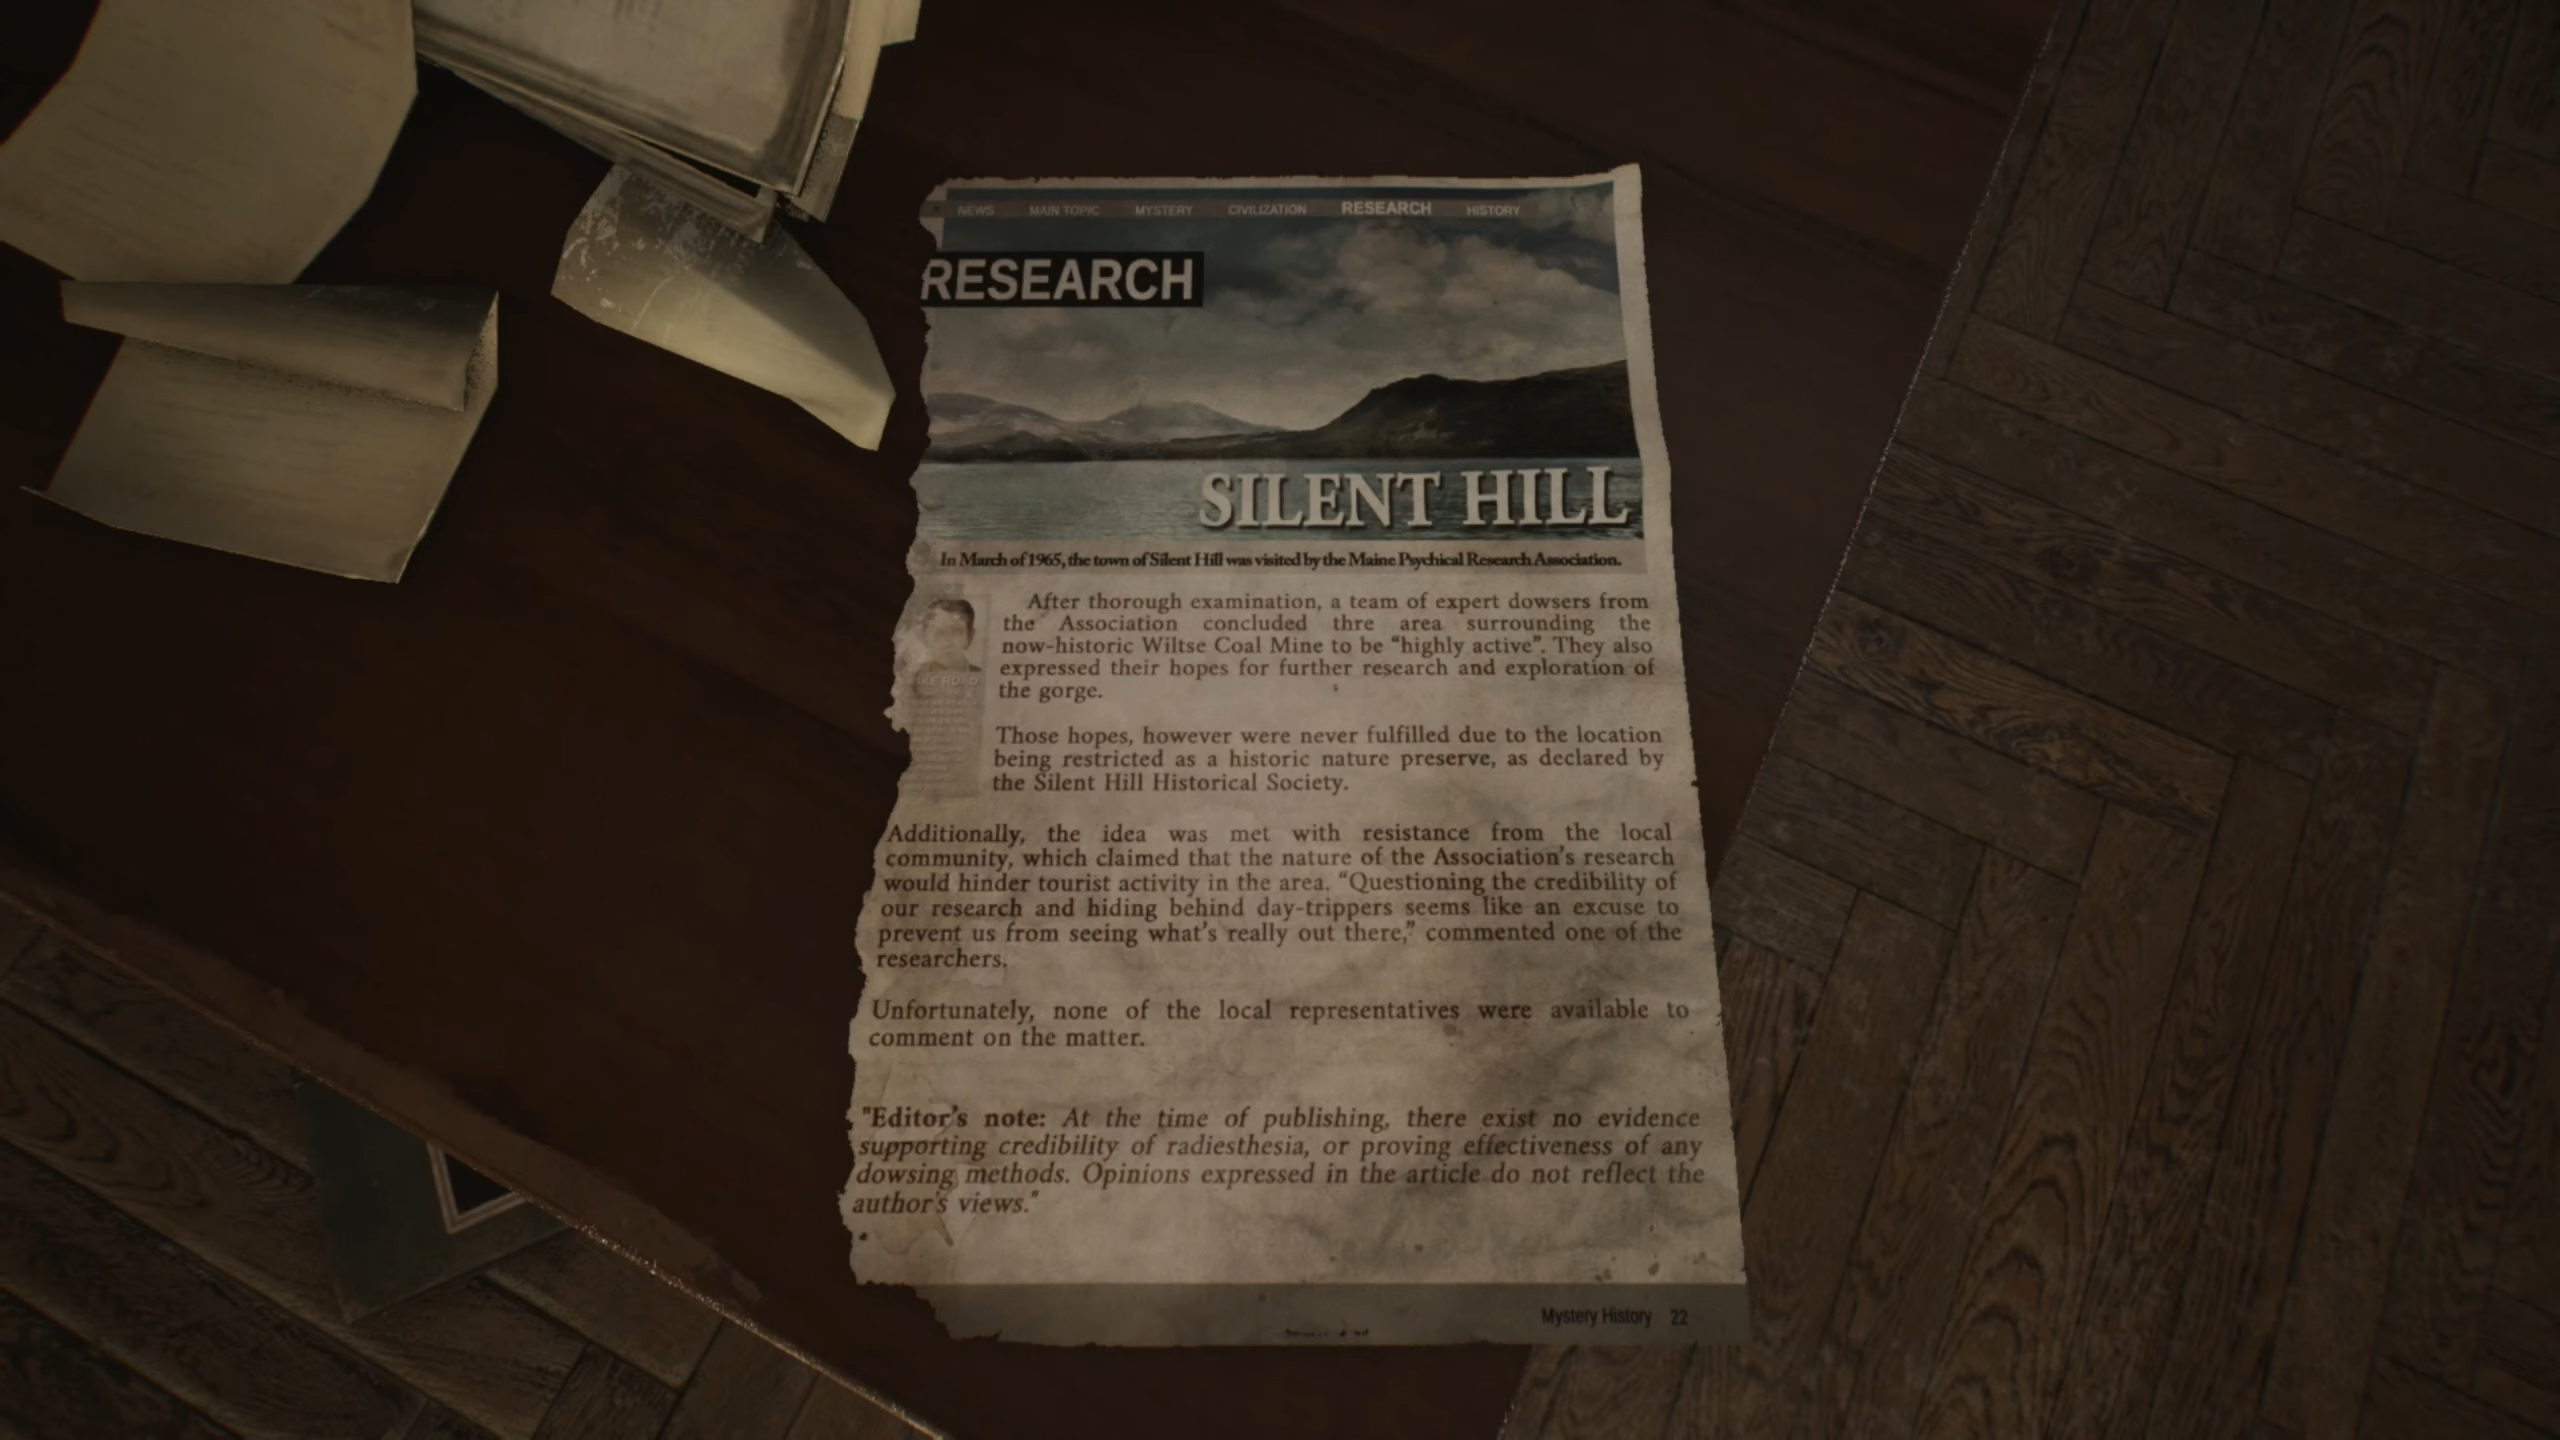 NEWS MAIN TOPIC MYSTERY CIVILIZATION RESEARCH HISTORY
RESEARCH
SILENT HILL
In March of 1965, the town of Silent Hill was visited by the Maine Psychical Research Association.
After thorough examination, a team of expert dowsers from
the Association concluded thre area surrounding the
now-historic Wiltse Coal Mine to be “highly active”. They also
expressed their hopes for further research and exploration of
the gorge.
Those hopes, however were never fulfilled due to the location
being restricted as a historic nature preserve, as declared by
the Silent Hill Historical Society.
Additionally, the idea was met with resistance from the local
community, which claimed that the nature of the Association's research
would hinder tourist activity in the area. “Questioning the credibility of
our research and hiding behind day-trippers seems like an excuse to
prevent us from seeing what's really out there,” commented one of the
researchers.
Unfortunately, none of the local representatives were available to
comment on the matter.
"Editor's note: At the time of publishing, there exist no evidence
supporting credibility of radiesthesia, or proving effectiveness of any
dowsing methods. Opinions expressed in the article do not reflect the
author's views."
Mystery History 22